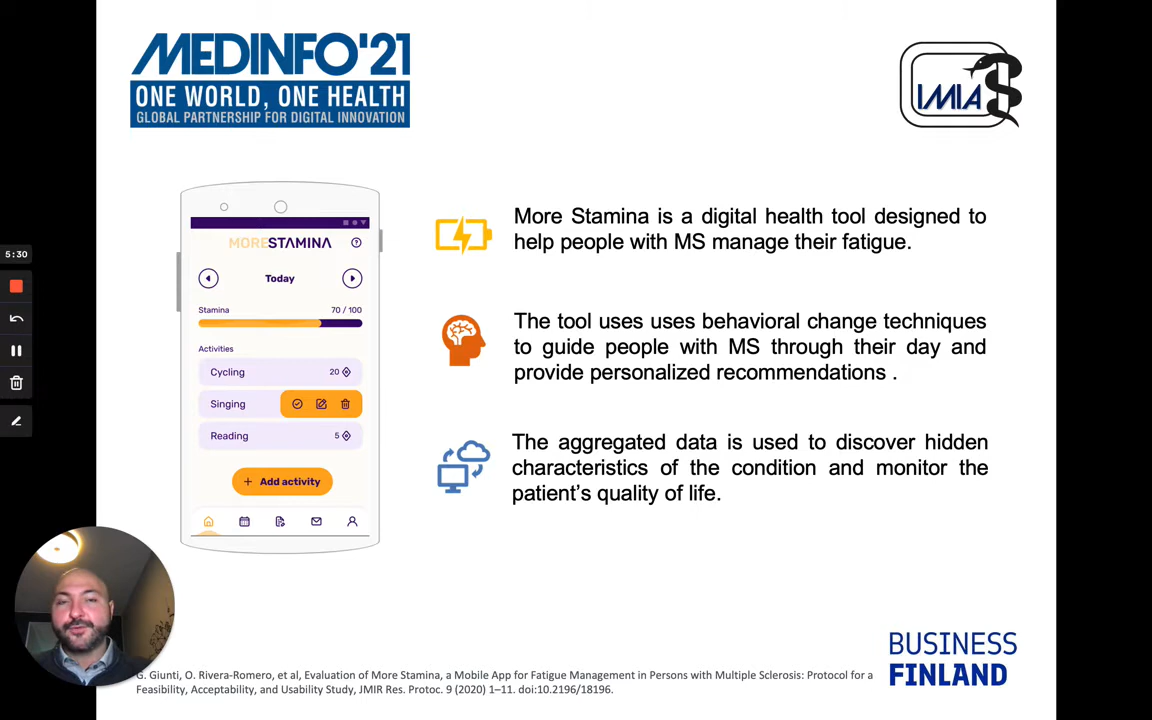 MEDINFO'21
ONE WORLD, ONE HEALTH
GLOBAL PARTNERSHIP FOR DIGITAL INNOVATION
IMIA
5:30
MORESTAMINA
Today
Stamina 70 / 100
Activities
Cycling 20
Singing
Reading 5
+ Add activity
More Stamina is a digital health tool designed to
help people with MS manage their fatigue.
The tool uses uses behavioral change techniques
to guide people with MS through their day and
provide personalized recommendations .
The aggregated data is used to discover hidden
characteristics of the condition and monitor the
patient's quality of life.
G. Giunti, O. Rivera-Romero, et al, Evaluation of More Stamina, a Mobile App for Fatigue Management in Persons with Multiple Sclerosis: Protocol for a
Feasibility, Acceptability, and Usability Study, JMIR Res. Protoc. 9 (2020) 1–11. doi:10.2196/18196.
BUSINESS
FINLAND